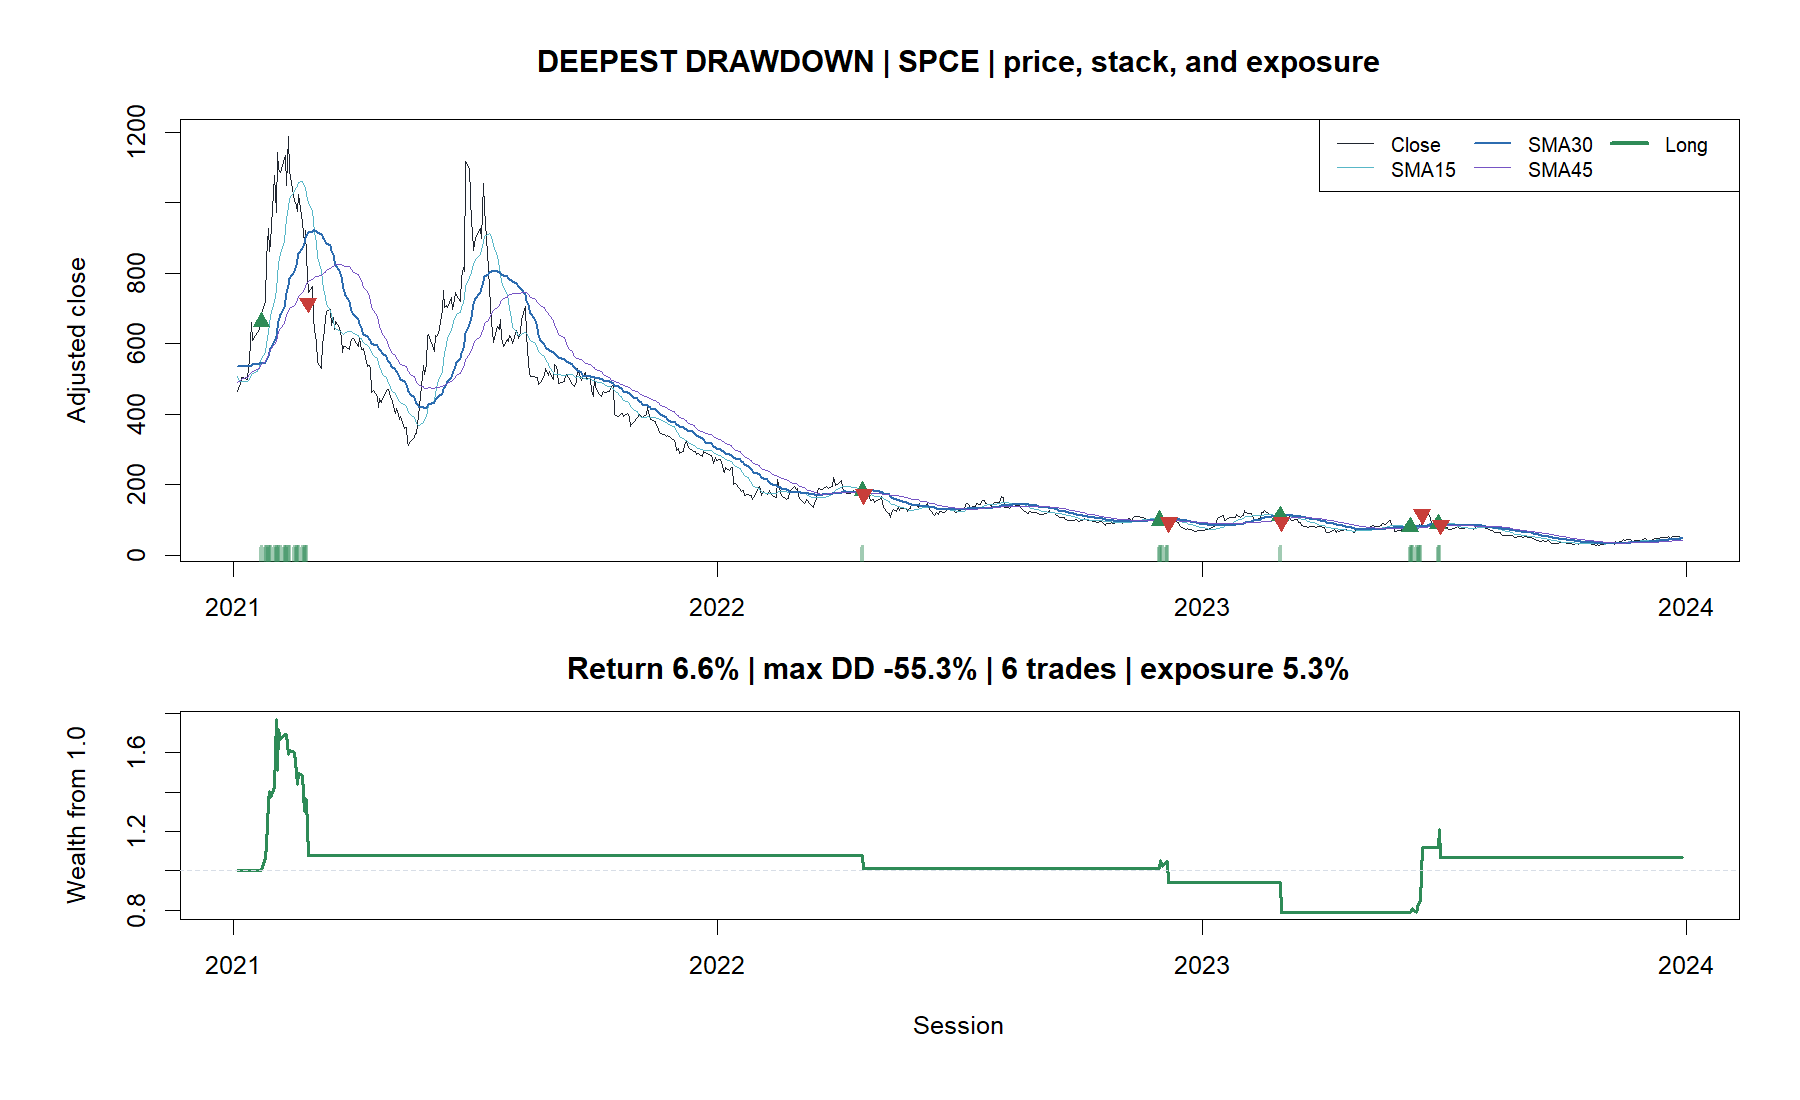 DEEPEST DRAWDOWN | SPCE | price, stack, and exposure
Adjusted close
1200
800
600
400
200
0
Close
SMA30
Long
SMA15
SMA45
2021
2022
2023
2024
Return 6.6% | max DD -55.3% | 6 trades | exposure 5.3%
Wealth from 1.0
1.6
1.2
0.8
2021
2022
2023
2024
Session